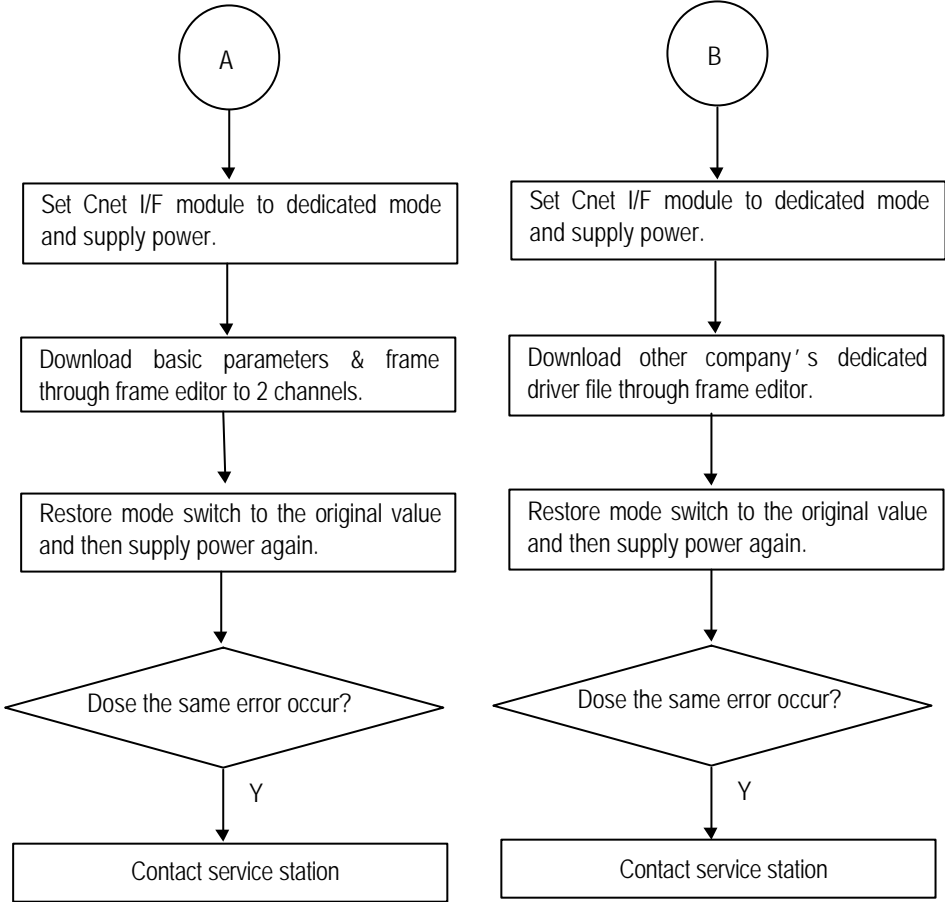 A
Set Cnet I/F module to dedicated mode
and supply power.
Download basic parameters & frame
through frame editor to 2 channels.
Restore mode switch to the original value
and then supply power again.
Dose the same error occur?
Y
Contact service station
B
Set Cnet I/F module to dedicated mode
and supply power.
Download other company's dedicated
driver file through frame editor.
Restore mode switch to the original value
and then supply power again.
Dose the same error occur?
Y
Contact service station